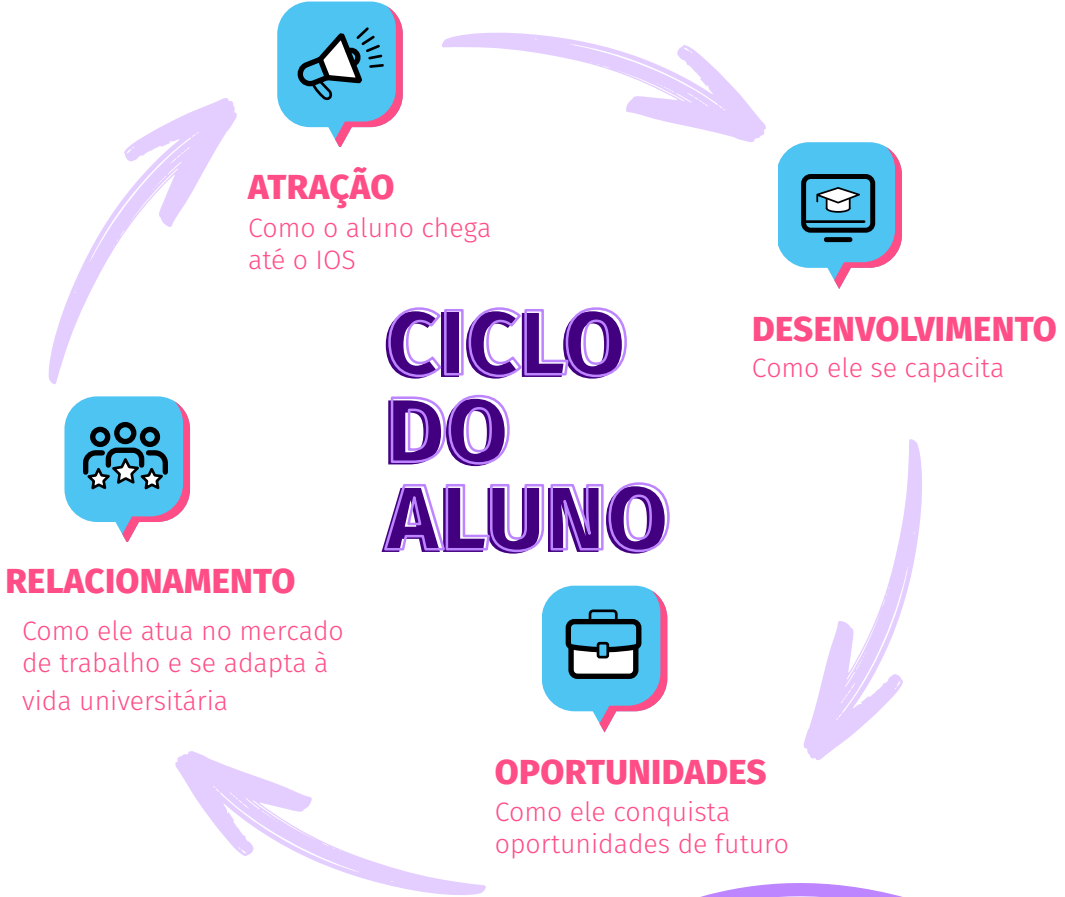 ATRAÇÃO
Como o aluno chega
até o IOS
DESENVOLVIMENTO
Como ele se capacita
CICLO
DO
ALUNO
OPORTUNIDADES
Como ele conquista
oportunidades de futuro
RELACIONAMENTO
Como ele atua no mercado
de trabalho e se adapta à
vida universitária